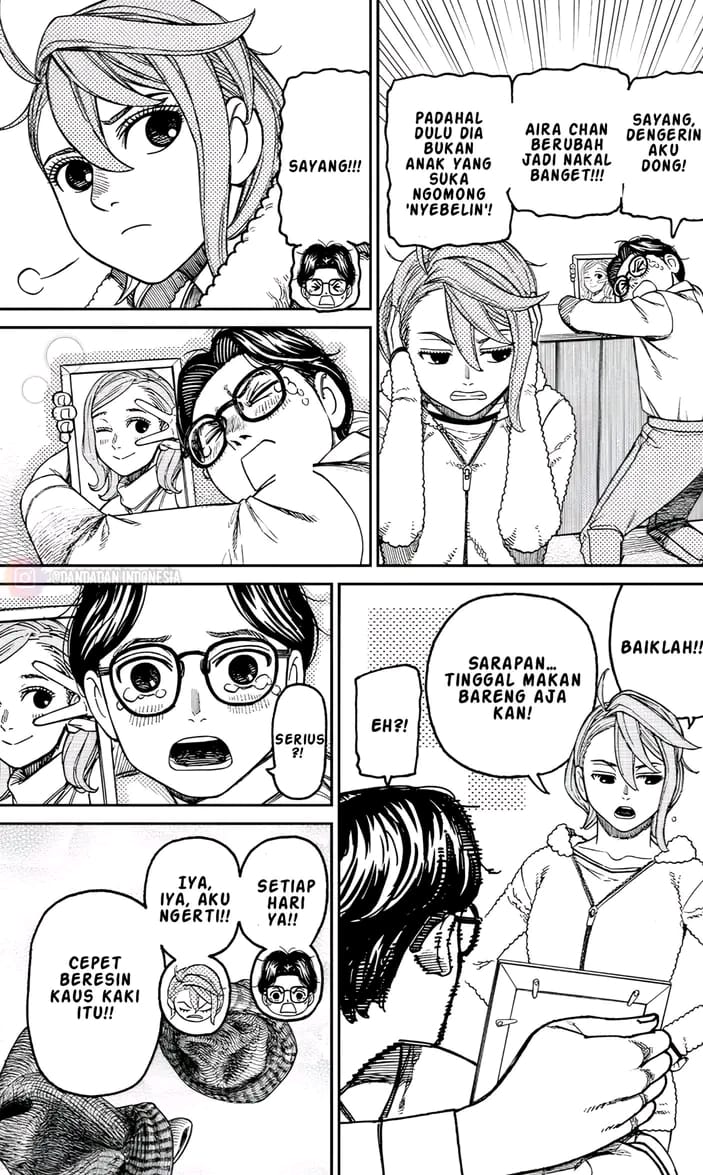 SAYANG,
DENGERIN
AKU
DONG!
AIRA CHAN
BERUBAH
JADI NAKAL
BANGET!!!
PADAHAL
DULU DIA
BUKAN
ANAK YANG
SUKA
NGOMONG
'NYEBELIN'!
SAYANG!!!
@DANDADAN.INDONESIA
BAIKLAH!!
SARAPAN...
TINGGAL MAKAN
BARENG AJA
KAN!
EH?!
SERIUS
?!
SETIAP
HARI
YA!!
IYA,
IYA, AKU
NGERTI!!
CEPET
BERESIN
KAUS KAKI
ITU!!